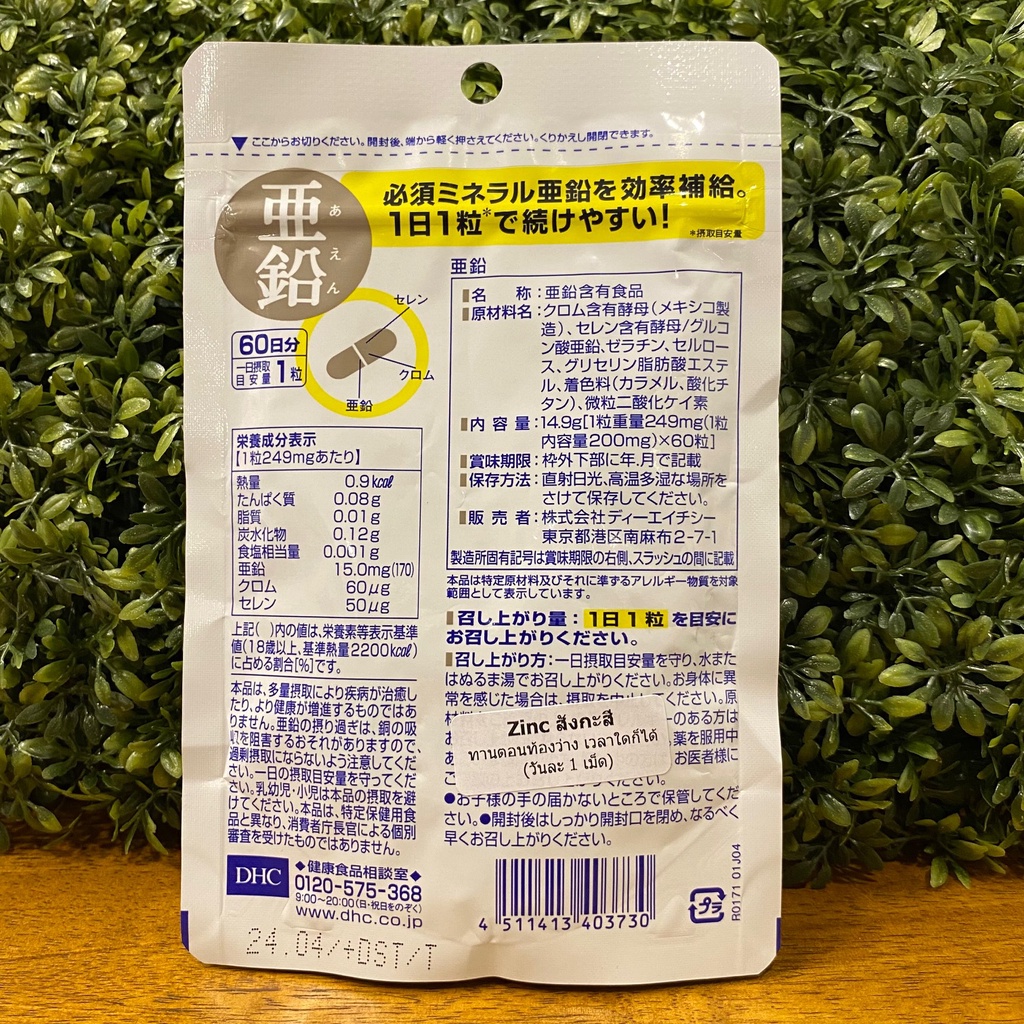 ▼ここからお切りください。開封後、端から軽く押さえてください。くりかえし開閉できます。
亜鉛
あえん
必須ミネラル亜鉛を効率補給。
1日1粒*で続けやすい!
*摂取目安量
セレン
クロム
亜鉛
60日分
一日摂取目安量 1粒
栄養成分表示
【1粒249mgあたり】
熱量 0.9kcal
たんぱく質 0.08g
脂質 0.01g
炭水化物 0.12g
食塩相当量 0.001g
亜鉛 15.0mg(170)
クロム 60μg
セレン 50μg
上記( )内の値は、栄養素等表示基準
値(18歳以上、基準熱量2200kcal)
に占める割合[%]です。
本品は、多量摂取により疾病が治癒し
たり、より健康が増進するものではあ
りません。亜鉛の摂り過ぎは、銅の吸
収を阻害するおそれがありますので、
過剰摂取にならないよう注意してくだ
さい。一日の摂取目安量を守ってくだ
さい。乳幼児・小児は本品の摂取を避
けてください。本品は、特定保健用食
品と異なり、消費者庁長官による個別
審査を受けたものではありません。
DHC
◆健康食品相談室◆
0120-575-368
9:00~20:00(日・祝日をのぞく)
www.dhc.co.jp
24.04/+DST/T
亜鉛
名 称:亜鉛含有食品
原材料名:クロム含有酵母(メキシコ製
造)、セレン含有酵母/グルコ
ン酸亜鉛、ゼラチン、セルロー
ス、グリセリン脂肪酸エステ
ル、着色料(カラメル、酸化チ
タン)、微粒二酸化ケイ素
内 容 量:14.9g[1粒重量249mg(1粒
内容量200mg)×60粒]
賞味期限:枠外下部に年.月で記載
保存方法:直射日光、高温多湿な場所を
さけて保存してください。
販 売 者:株式会社ディーエイチシー
東京都港区南麻布2-7-1
製造所固有記号は賞味期限の右側、スラッシュの間に記載
本品は特定原材料及びそれに準ずるアレルギー物質を対象
範囲として表示しています。
召し上がり量:1日1粒を目安に
お召し上がりください。
召し上がり方:一日摂取目安量を守り、水また
はぬるま湯でお召し上がりください。お身体に異
常を感じた場合は、摂取を中止してください。原
ーのある方は
薬を服用中
お医者様に
Zinc สังกะสี
ทานตอนท้องว่าง เวลาใดก็ได้
(วันละ 1 เม็ด)
●お子様の手の届かないところで保管してくださ
い。●開封後はしっかり開封口を閉め、なるべく
早くお召し上がりください。
4 511413 403730
プラ
R0171 01J04